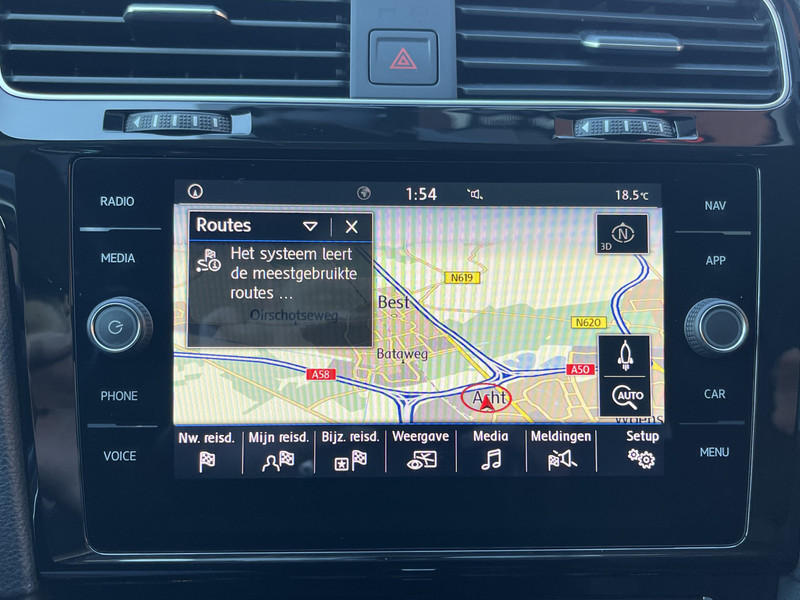 RADIO
MEDIA
PHONE
VOICE
NAV
APP
CAR
MENU
1:54
18.5°C
Routes
Het systeem leert
de meestgebruikte
routes ...
Oirschotseweg
N
3D
N619
Best
N620
Bataweg
A58
A50
Acht
AUTO
Nw. reisd.
Mijn reisd.
Bijz. reisd.
Weergave
Media
Meldingen
Setup